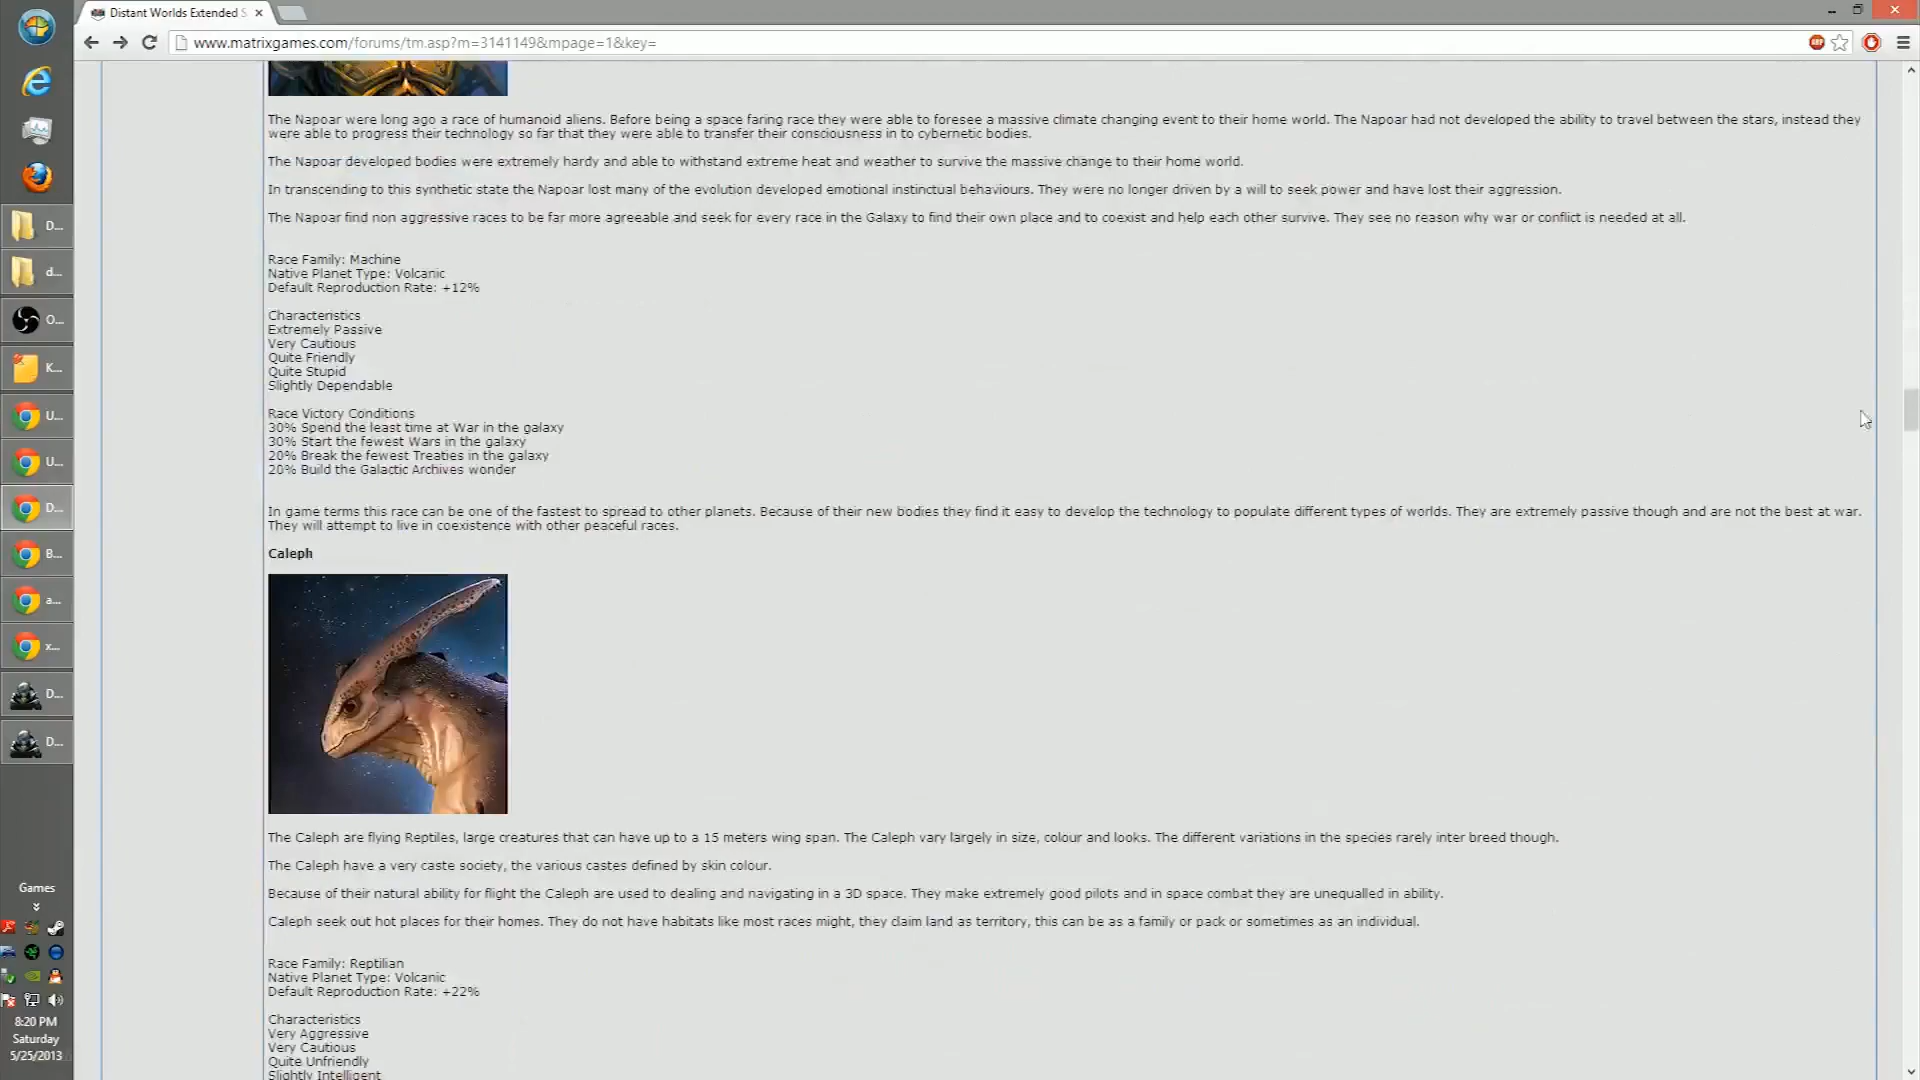 Distant Worlds Extended S
www.matrixgames.com/forums/tm.asp?m=3141149&mpage=1&key=
The Napoar were long ago a race of humanoid aliens. Before being a space faring race they were able to foresee a massive climate changing event to their home world. The Napoar had not developed the ability to travel between the stars, instead they
were able to progress their technology so far that they were able to transfer their consciousness in to cybernetic bodies.
The Napoar developed bodies were extremely hardy and able to withstand extreme heat and weather to survive the massive change to their home world.
In transcending to this synthetic state the Napoar lost many of the evolution developed emotional instinctual behaviours. They were no longer driven by a will to seek power and have lost their aggression.
The Napoar find non aggressive races to be far more agreeable and seek for every race in the Galaxy to find their own place and to coexist and help each other survive. They see no reason why war or conflict is needed at all.
Race Family: Machine
Native Planet Type: Volcanic
Default Reproduction Rate: +12%
Characteristics
Extremely Passive
Very Cautious
Quite Friendly
Quite Stupid
Slightly Dependable
Race Victory Conditions
30% Spend the least time at War in the galaxy
30% Start the fewest Wars in the galaxy
20% Break the fewest Treaties in the galaxy
20% Build the Galactic Archives wonder
In game terms this race can be one of the fastest to spread to other planets. Because of their new bodies they find it easy to develop the technology to populate different types of worlds. They are extremely passive though and are not the best at war.
They will attempt to live in coexistence with other peaceful races.
Caleph
The Caleph are flying Reptiles, large creatures that can have up to a 15 meters wing span. The Caleph vary largely in size, colour and looks. The different variations in the species rarely inter breed though.
The Caleph have a very caste society, the various castes defined by skin colour.
Because of their natural ability for flight the Caleph are used to dealing and navigating in a 3D space. They make extremely good pilots and in space combat they are unequalled in ability.
Caleph seek out hot places for their homes. They do not have habitats like most races might, they claim land as territory, this can be as a family or pack or sometimes as an individual.
Race Family: Reptilian
Native Planet Type: Volcanic
Default Reproduction Rate: +22%
Characteristics
Very Aggressive
Very Cautious
Quite Unfriendly
Slightly Intelligent
D...
d...
O...
K...
U...
U...
D...
B...
a...
x...
D...
D...
Games
8:20 PM
Saturday
5/25/2013
ABP